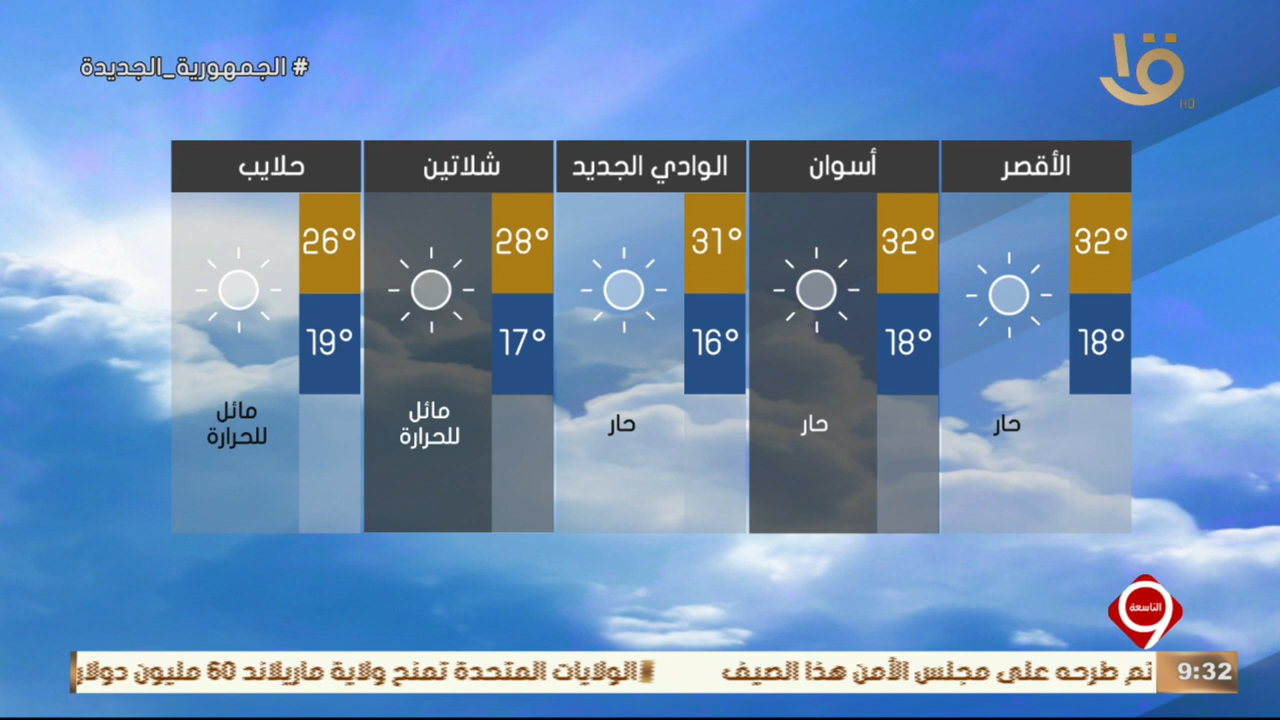 # الجمهورية_الجديدة
HD
الأقصر
أسوان
الوادي الجديد
شلاتين
حلايب
32°
32°
31°
28°
26°
18°
18°
16°
17°
19°
حار
حار
حار
مائل
للحرارة
مائل
للحرارة
9
التاسعة
9:32
تم طرحه على مجلس الأمن هذا الصيف
الولايات المتحدة تمنح ولاية ماريلاند 60 مليون دولار